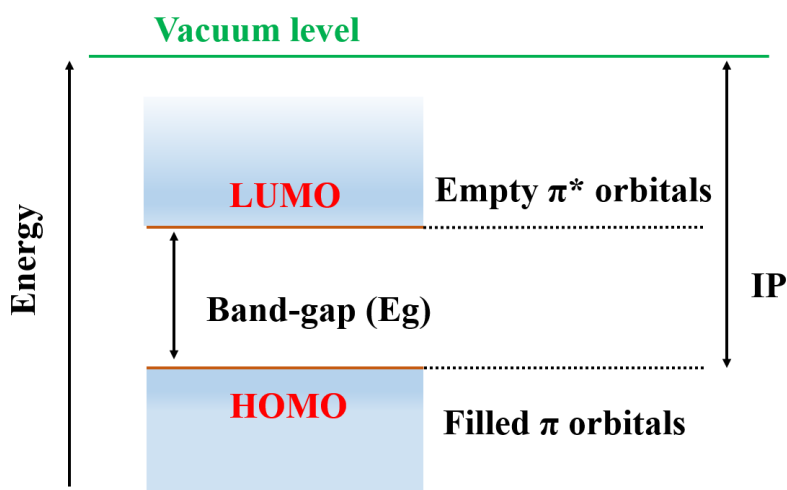 Vacuum level
LUMO
Empty π* orbitals
Energy
Band-gap (Eg)
IP
HOMO
Filled π orbitals